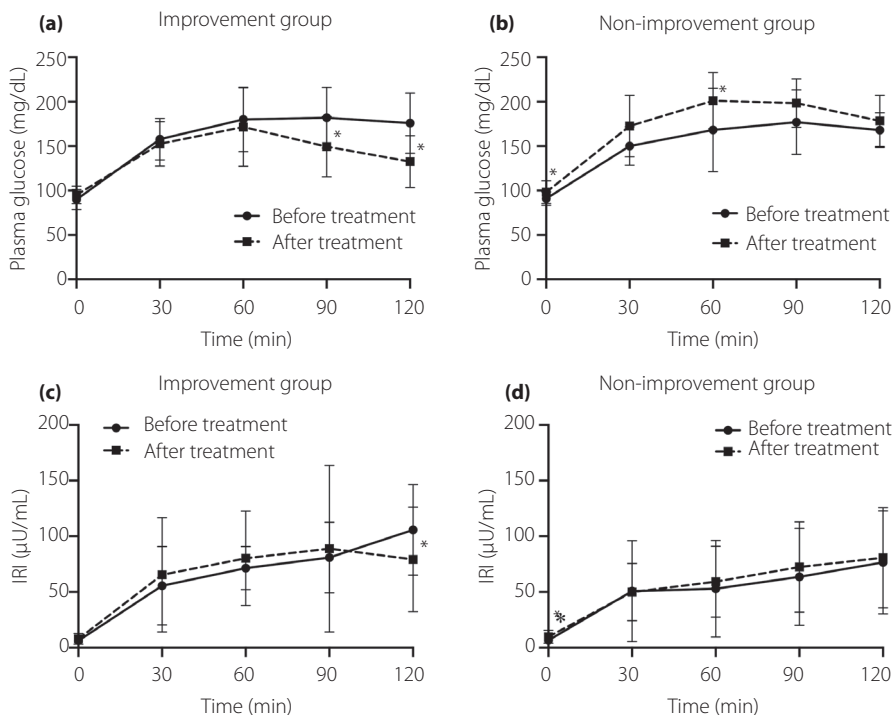 (a) Improvement group
Plasma glucose (mg/dL)
250
200
150
100
50
0
*
*
Before treatment
After treatment
0 30 60 90 120
Time (min)
(b) Non-improvement group
Plasma glucose (mg/dL)
250
200
150
100
50
0
*
*
Before treatment
After treatment
0 30 60 90 120
Time (min)
(c) Improvement group
IRI (μU/mL)
200
150
100
50
0
Before treatment
After treatment
*
0 30 60 90 120
Time (min)
(d) Non-improvement group
IRI (μU/mL)
200
150
100
50
0
Before treatment
After treatment
**
0 30 60 90 120
Time (min)